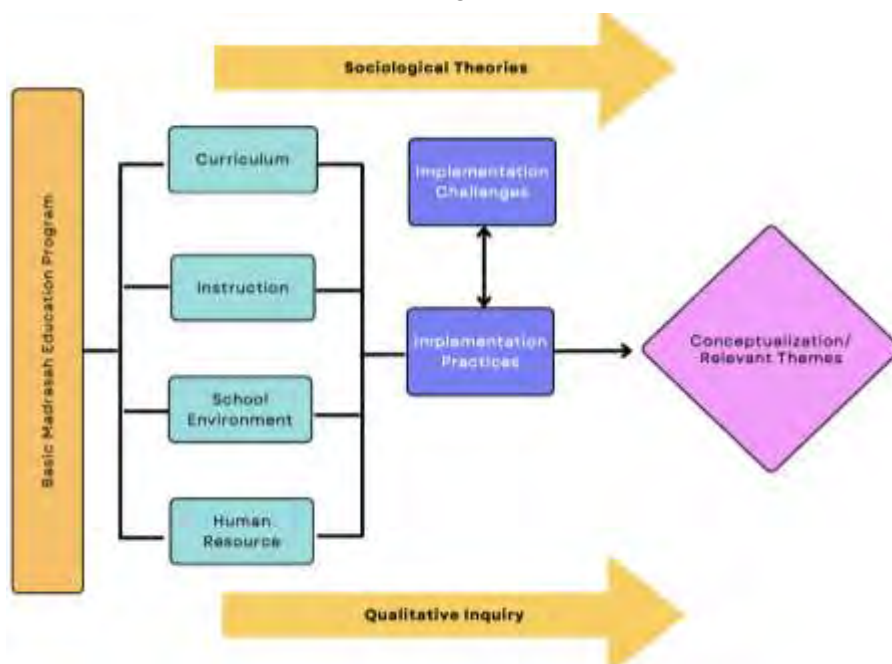 Sociological Theories
Basic Madrasah Education Program
Curriculum
Instruction
School
Environment
Human
Resource
Implementation
Challenges
Implementation
Practices
Conceptualization/
Relevant Themes
Qualitative Inquiry